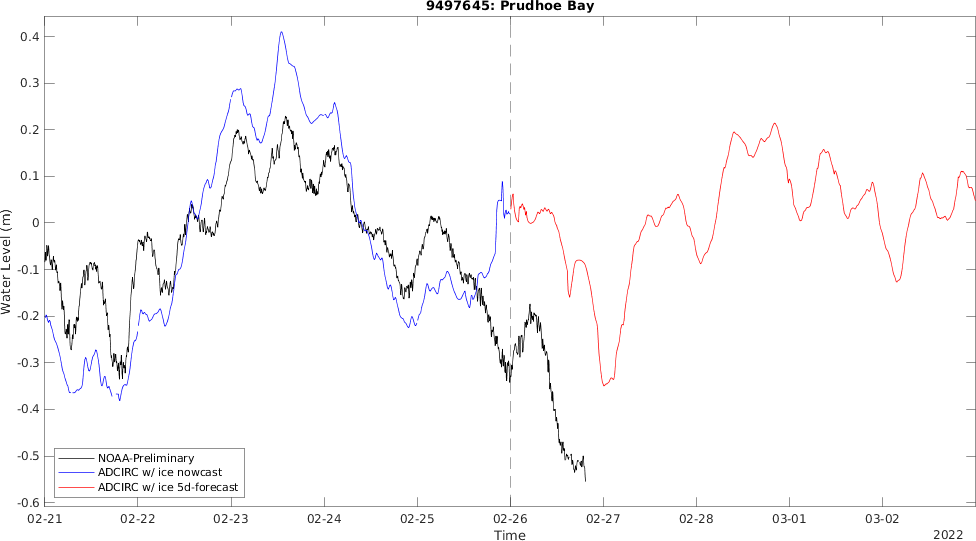 9497645: Prudhoe Bay
0.4
0.3
0.2
0.1
0
-0.1
-0.2
-0.3
-0.4
-0.5
-0.6
Water Level (m)
NOAA-Preliminary
ADCIRC w/ ice nowcast
ADCIRC w/ ice 5d-forecast
02-21 02-22 02-23 02-24 02-25 02-26 02-27 02-28 03-01 03-02
Time
2022